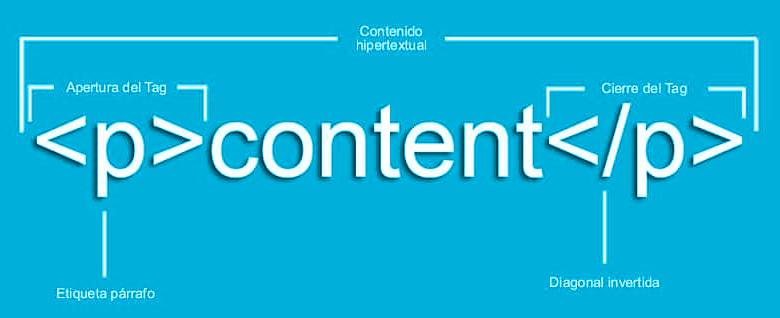 Contenido
hipertextual
Apertura del Tag
Cierre del Tag
<p>content</p>
Etiqueta párrafo
Diagonal invertida